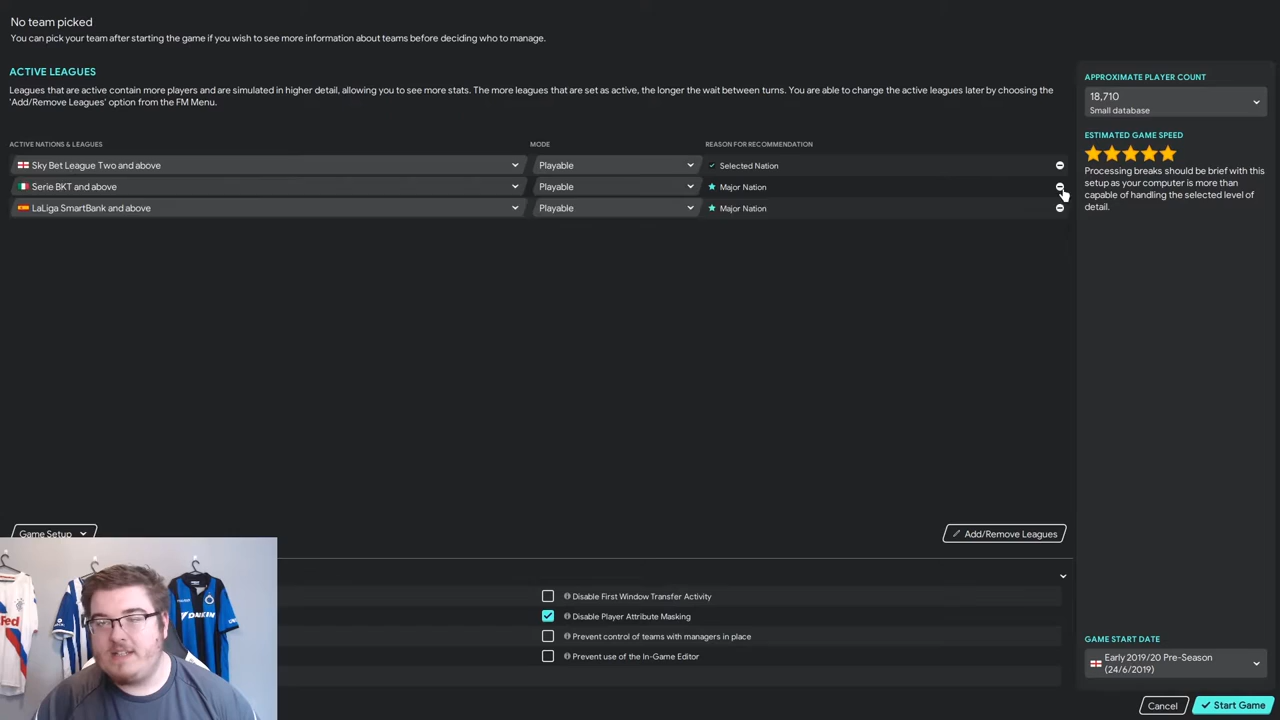 No team picked
You can pick your team after starting the game if you wish to see more information about teams before deciding who to manage.
ACTIVE LEAGUES
Leagues that are active contain more players and are simulated in higher detail, allowing you to see more stats. The more leagues that are set as active, the longer the wait between turns. You are able to change the active leagues later by choosing the
'Add/Remove Leagues' option from the FM Menu.
ACTIVE NATIONS & LEAGUES MODE REASON FOR RECOMMENDATION
Sky Bet League Two and above Playable Selected Nation
Serie BKT and above Playable Major Nation
LaLiga SmartBank and above Playable Major Nation
Game Setup
Add/Remove Leagues
Disable First Window Transfer Activity
Disable Player Attribute Masking
Prevent control of teams with managers in place
Prevent use of the In-Game Editor
APPROXIMATE PLAYER COUNT
18,710
Small database
ESTIMATED GAME SPEED
Processing breaks should be brief with this
setup as your computer is more than
capable of handling the selected level of
detail.
GAME START DATE
Early 2019/20 Pre-Season
(24/6/2019)
Cancel
Start Game
DAIKIN